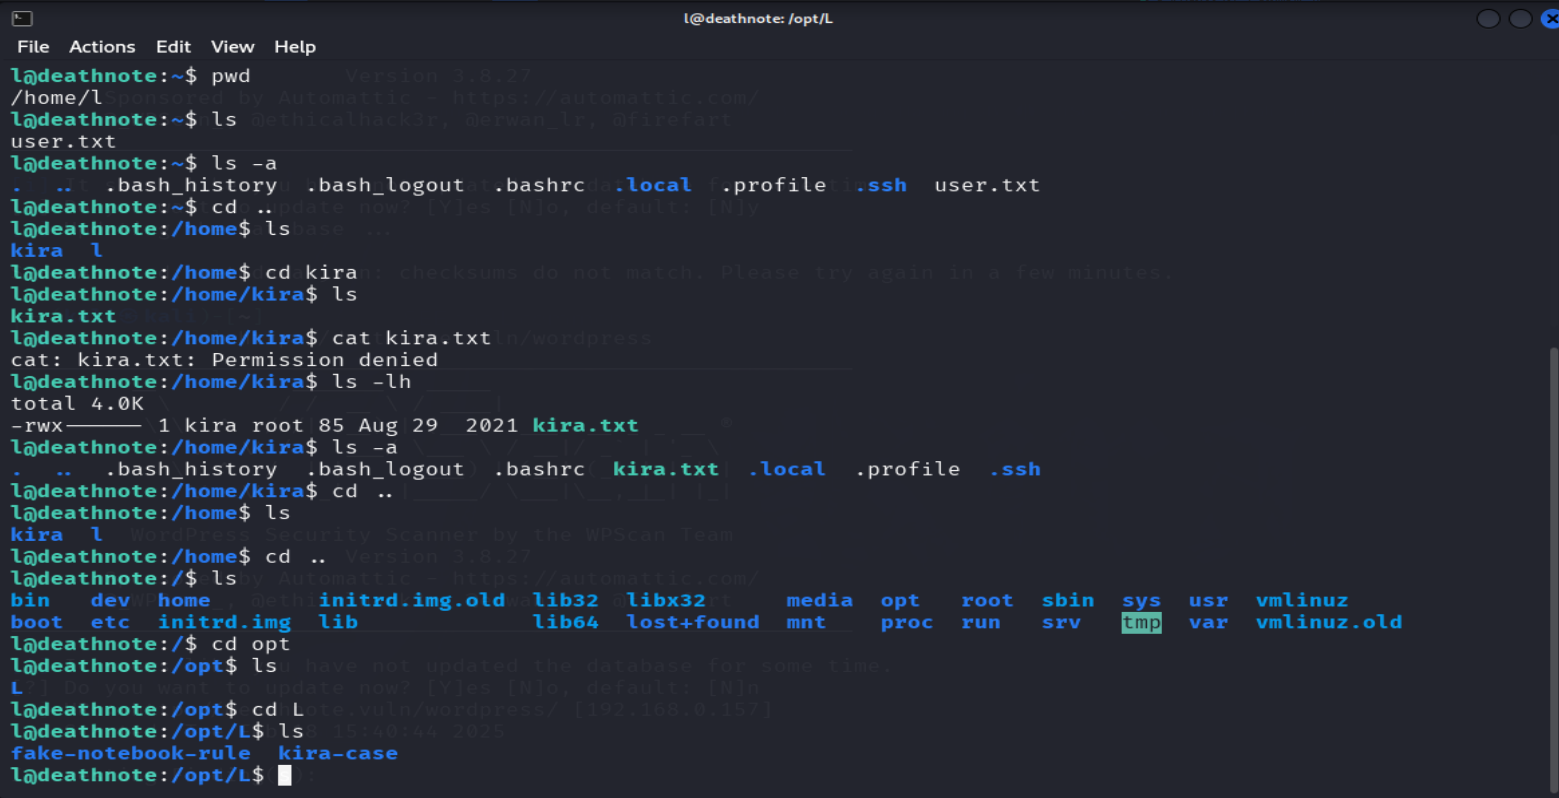 l@deathnote: /opt/L
File Actions Edit View Help
l@deathnote:~$ pwd
/home/l
l@deathnote:~$ ls
user.txt
l@deathnote:~$ ls -a
. .. .bash_history .bash_logout .bashrc .local .profile .ssh user.txt
l@deathnote:~$ cd ..
l@deathnote:/home$ ls
kira l
l@deathnote:/home$ cd kira
l@deathnote:/home/kira$ ls
kira.txt
l@deathnote:/home/kira$ cat kira.txt
cat: kira.txt: Permission denied
l@deathnote:/home/kira$ ls -lh
total 4.0K
-rwx------ 1 kira root 85 Aug 29 2021 kira.txt
l@deathnote:/home/kira$ ls -a
. .. .bash_history .bash_logout .bashrc kira.txt .local .profile .ssh
l@deathnote:/home/kira$ cd ..
l@deathnote:/home$ ls
kira l
l@deathnote:/home$ cd ..
l@deathnote:/$ ls
bin dev home initrd.img.old lib32 libx32 media opt root sbin sys usr vmlinuz
boot etc initrd.img lib lib64 lost+found mnt proc run srv tmp var vmlinuz.old
l@deathnote:/$ cd opt
l@deathnote:/opt$ ls
L
l@deathnote:/opt$ cd L
l@deathnote:/opt/L$ ls
fake-notebook-rule kira-case
l@deathnote:/opt/L$